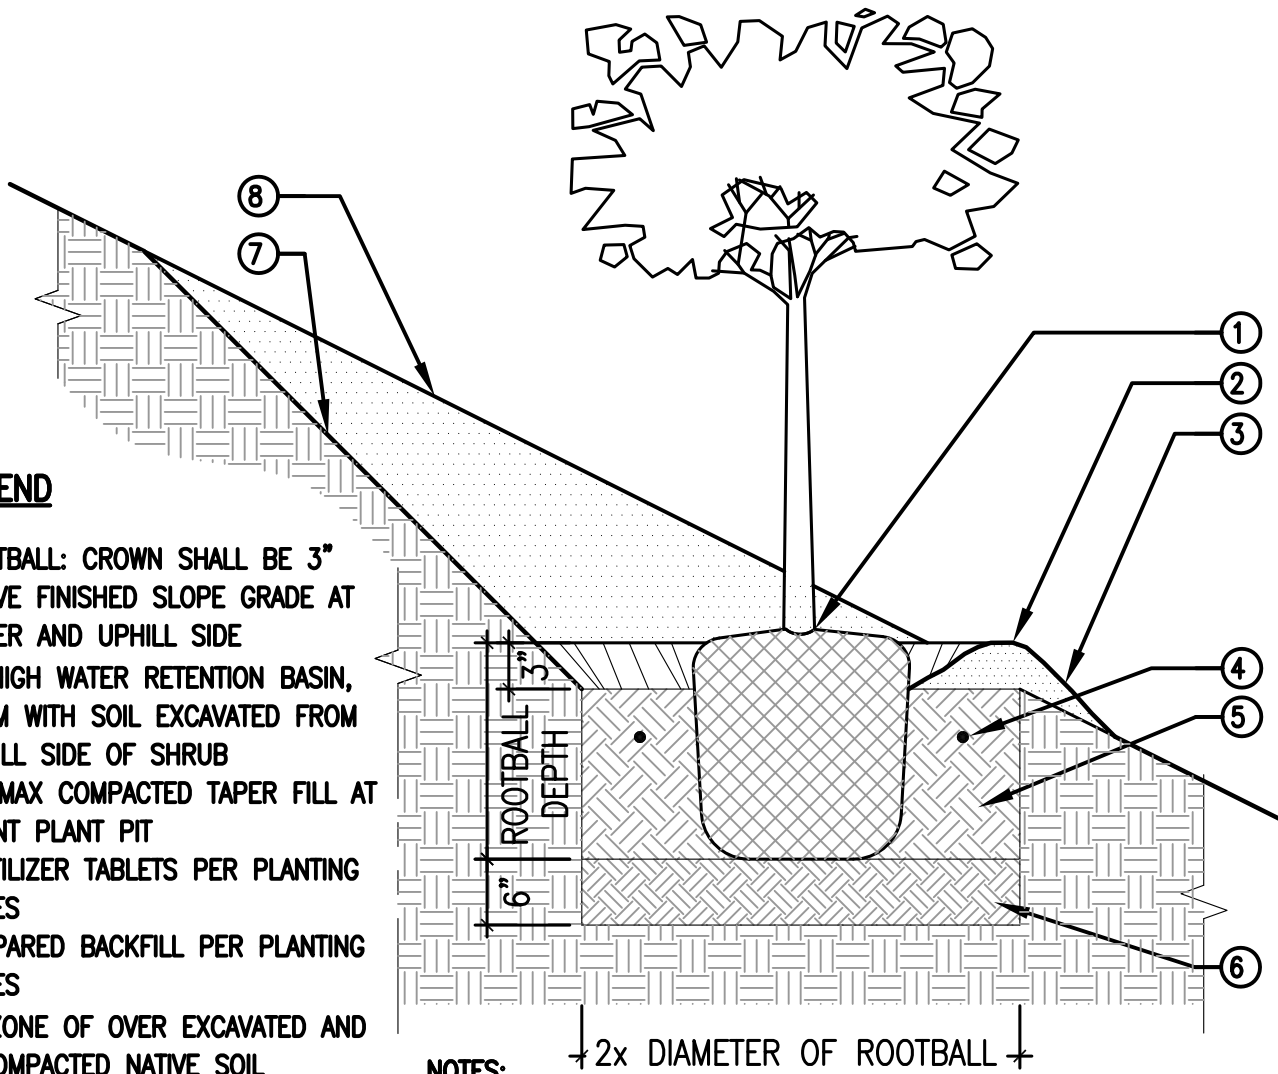 8
7
1
2
3
4
5
6
3"
ROOTBALL
DEPTH
6"
2x DIAMETER OF ROOTBALL
END
TBALL: CROWN SHALL BE 3"
VE FINISHED SLOPE GRADE AT
ER AND UPHILL SIDE
HIGH WATER RETENTION BASIN,
M WITH SOIL EXCAVATED FROM
LL SIDE OF SHRUB
MAX COMPACTED TAPER FILL AT
NT PLANT PIT
TILIZER TABLETS PER PLANTING
ES
PARED BACKFILL PER PLANTING
ES
ZONE OF OVER EXCAVATED AND
OMPACTED NATIVE SOIL
NOTES: